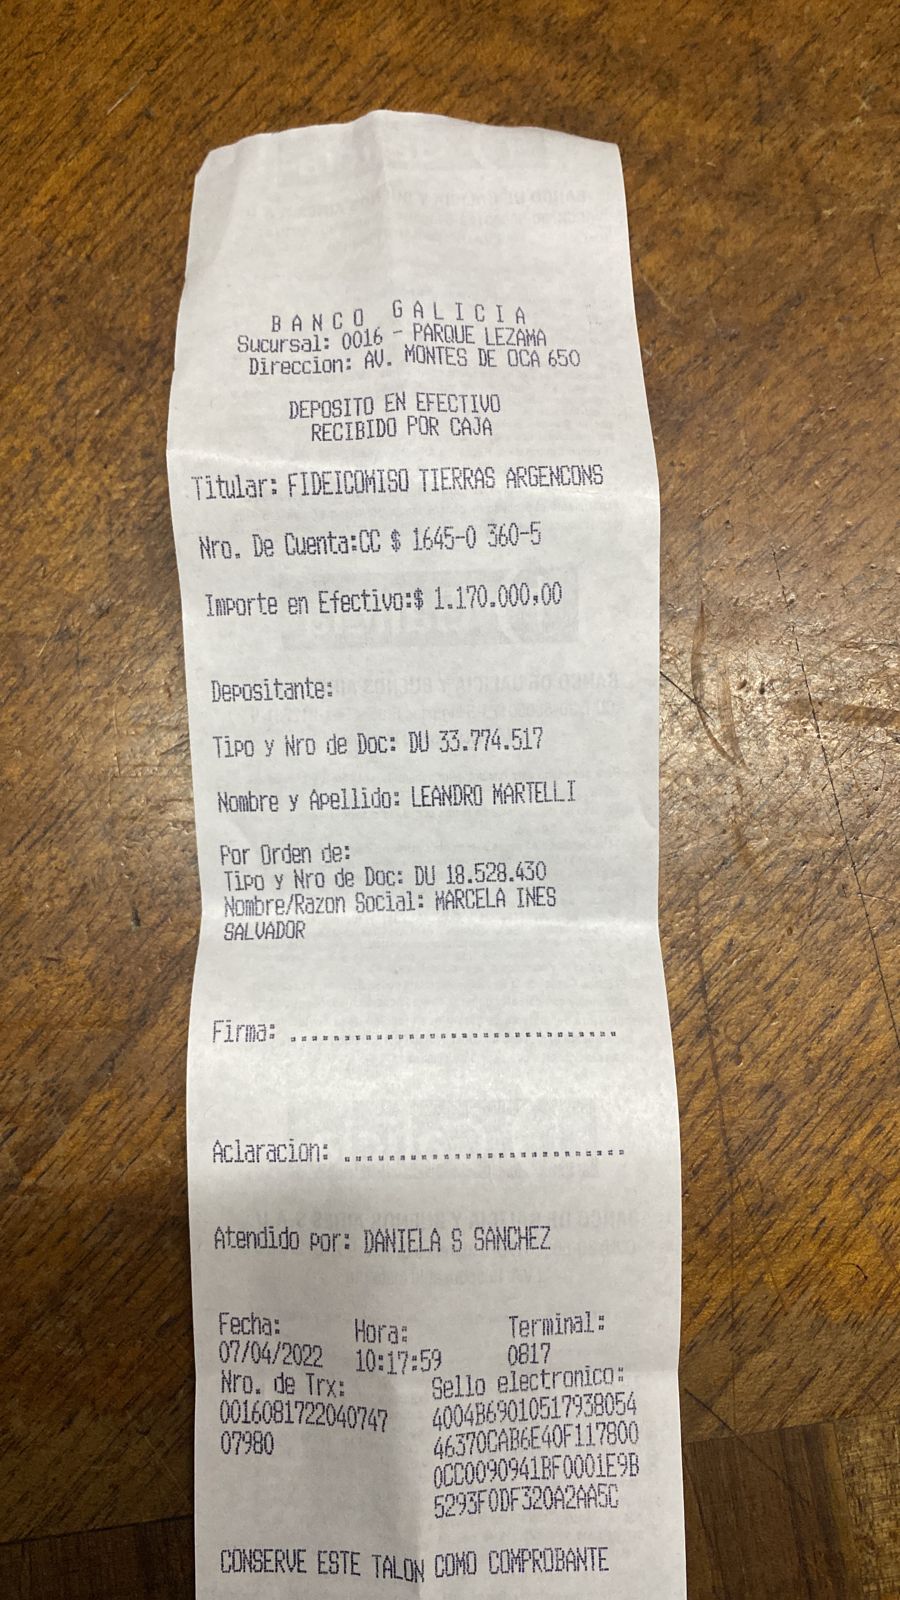 BANCO GALICIA
Sucursal: 0016 - PARQUE LEZAMA
Direccion: AV. MONTES DE OCA 650
DEPOSITO EN EFECTIVO
RECIBIDO POR CAJA
Titular: FIDEICOMISO TIERRAS ARGENCONS
Nro. De Cuenta:CC $ 1645-0 360-5
Importe en Efectivo:$ 1.170.000,00
Depositante:
Tipo y Nro de Doc: DU 33.774.517
Nombre y Apellido: LEANDRO MARTELLI
Por Orden de:
Tipo y Nro de Doc: DU 18.528.430
Nombre/Razon Social: MARCELA INES
SALVADOR
Firma: ..............................
Aclaracion: ..........................
Atendido por: DANIELA S SANCHEZ
Fecha: Hora: Terminal:
07/04/2022 10:17:59 0817
Nro. de Trx: Sello electronico:
0016081722040747 4004B69010517938054
07980 46370CAB6E40F117800
0CC0090941BF0001E9B
5293F0DF320A2AA5C
CONSERVE ESTE TALON COMO COMPROBANTE